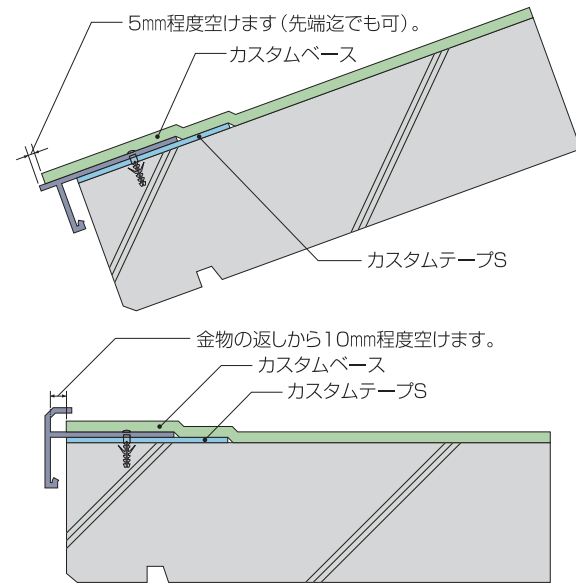 5mm程度空けます(先端迄でも可)。
カスタムベース
カスタムテープS
金物の返しから10mm程度空けます。
カスタムベース
カスタムテープS